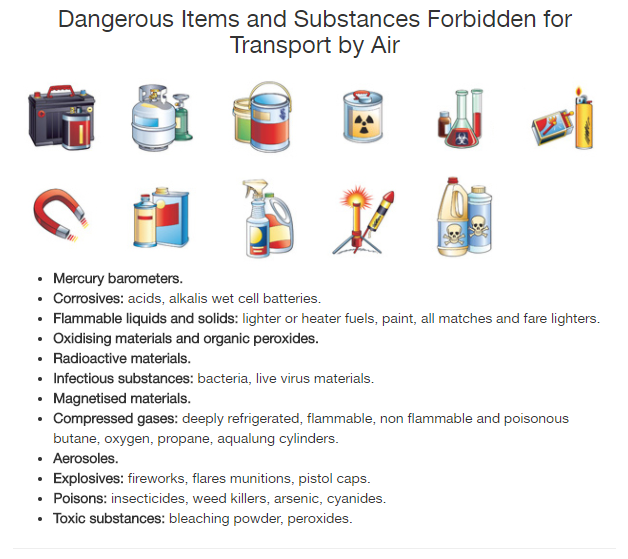 Dangerous Items and Substances Forbidden for
Transport by Air
Mercury barometers.
Corrosives: acids, alkalis wet cell batteries.
Flammable liquids and solids: lighter or heater fuels, paint, all matches and fare lighters.
Oxidising materials and organic peroxides.
Radioactive materials.
Infectious substances: bacteria, live virus materials.
Magnetised materials.
Compressed gases: deeply refrigerated, flammable, non flammable and poisonous
butane, oxygen, propane, aqualung cylinders.
Aerosoles.
Explosives: fireworks, flares munitions, pistol caps.
Poisons: insecticides, weed killers, arsenic, cyanides.
Toxic substances: bleaching powder, peroxides.